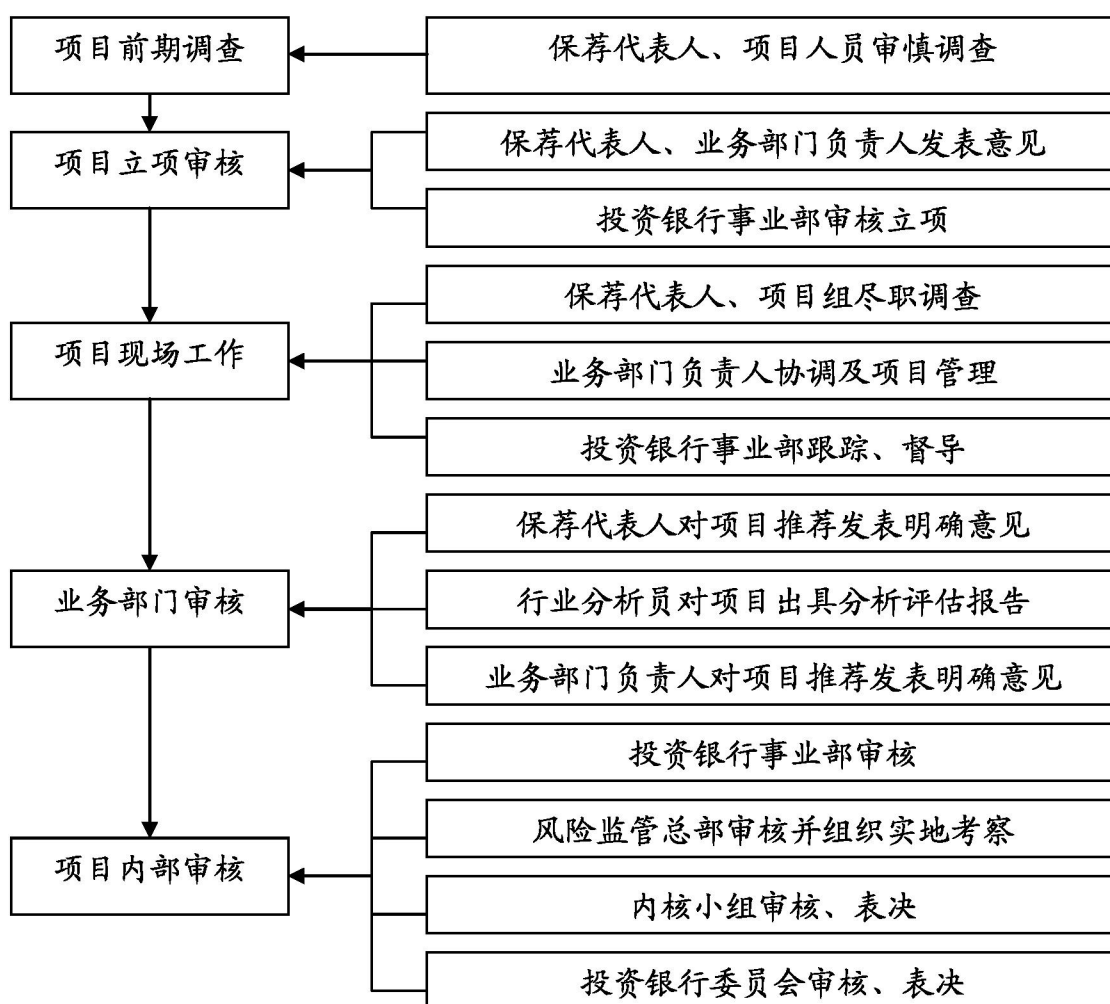 项目前期调查
保荐代表人、项目人员审慎调查
项目立项审核
保荐代表人、业务部门负责人发表意见
投资银行事业部审核立项
项目现场工作
保荐代表人、项目组尽职调查
业务部门负责人协调及项目管理
投资银行事业部跟踪、督导
业务部门审核
保荐代表人对项目推荐发表明确意见
行业分析员对项目出具分析评估报告
业务部门负责人对项目推荐发表明确意见
项目内部审核
投资银行事业部审核
风险监管总部审核并组织实地考察
内核小组审核、表决
投资银行委员会审核、表决